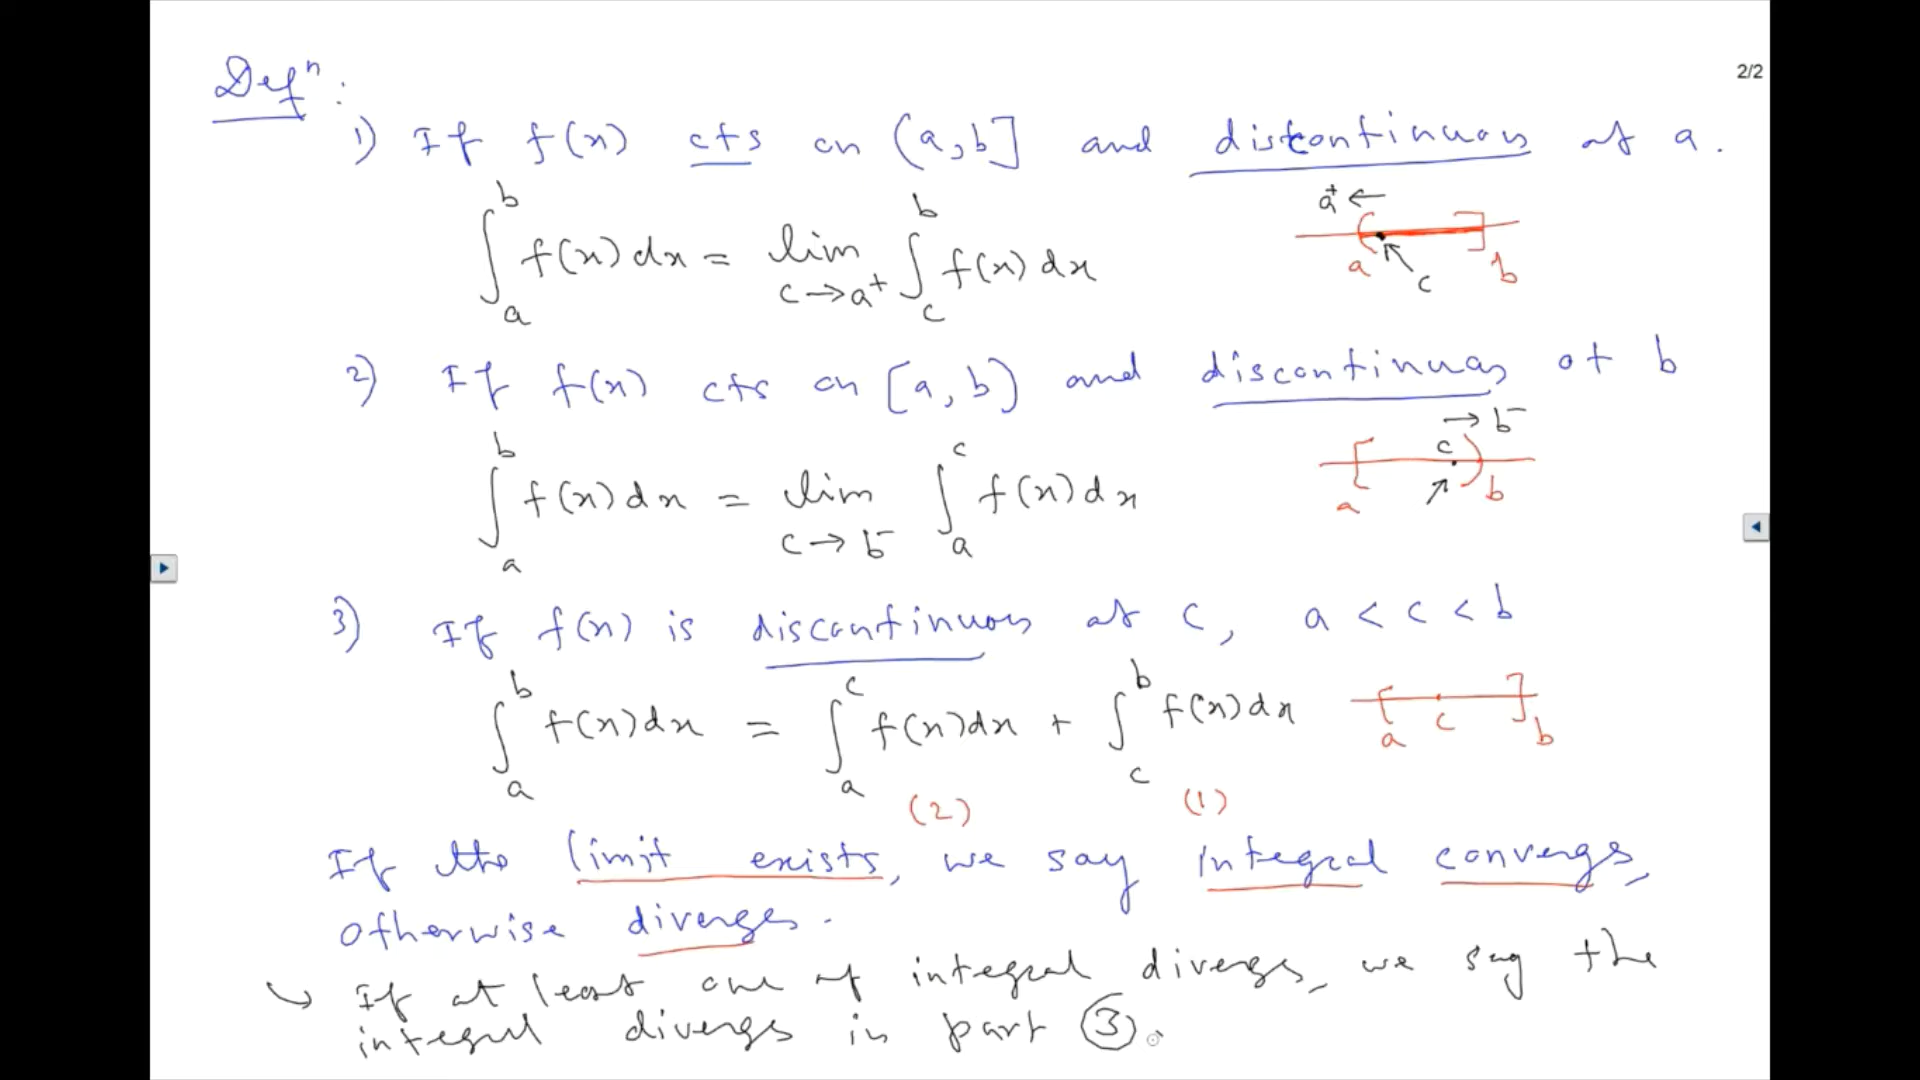 2/2
Defⁿ :
1) If f(x) cts on (a,b] and discontinuous at a.
∫_a^b f(x) dx = lim_{c→a⁺} ∫_c^b f(x) dx
a⁺ ←
a c b
2) If f(x) cts on [a, b) and discontinuous at b
→ b⁻
∫_a^b f(x) dx = lim_{c→b⁻} ∫_a^c f(x) dx
a c b
3) If f(x) is discontinuous at c, a < c < b
∫_a^b f(x) dx = ∫_a^c f(x) dx + ∫_c^b f(x) dx
a c b
(2) (1)
If the limit exists, we say integral converges,
otherwise diverges.
↳ If at least one of integral diverges, we say the
integral diverges in part ③.